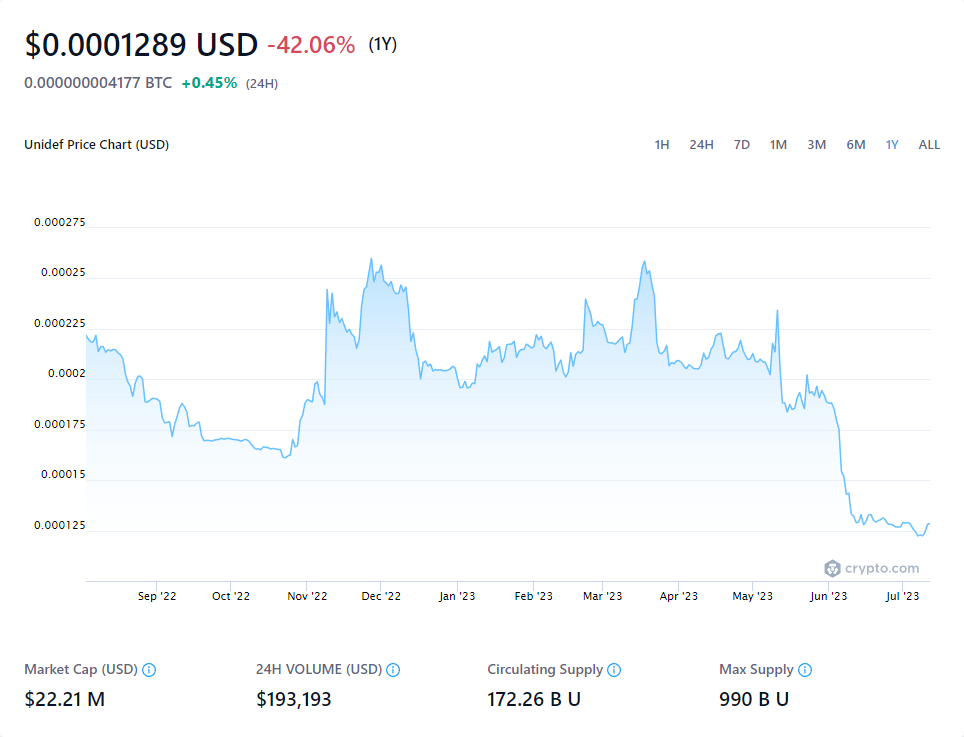 $0.0001289 USD -42.06% (1Y)
0.000000004177 BTC +0.45% (24H)
Unidef Price Chart (USD) 1H 24H 7D 1M 3M 6M 1Y ALL
0.000275
0.00025
0.000225
0.0002
0.000175
0.00015
0.000125
crypto.com
Sep '22 Oct '22 Nov '22 Dec '22 Jan '23 Feb '23 Mar '23 Apr '23 May '23 Jun '23 Jul '23
Market Cap (USD) 24H VOLUME (USD) Circulating Supply Max Supply
$22.21 M $193,193 172.26 B U 990 B U